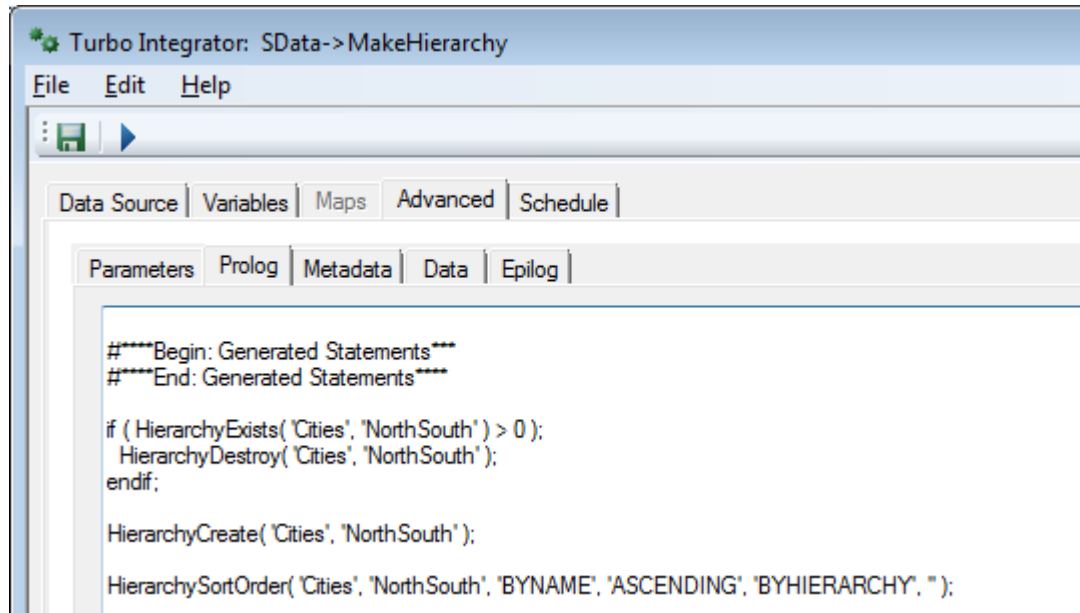 Turbo Integrator: SData->MakeHierarchy
File Edit Help
Data Source Variables Maps Advanced Schedule
Parameters Prolog Metadata Data Epilog
#****Begin: Generated Statements***
#****End: Generated Statements****
if ( HierarchyExists( 'Cities', 'NorthSouth' ) > 0 );
HierarchyDestroy( 'Cities', 'NorthSouth' );
endif;
HierarchyCreate( 'Cities', 'NorthSouth' );
HierarchySortOrder( 'Cities', 'NorthSouth', 'BYNAME', 'ASCENDING', 'BYHIERARCHY', '' );